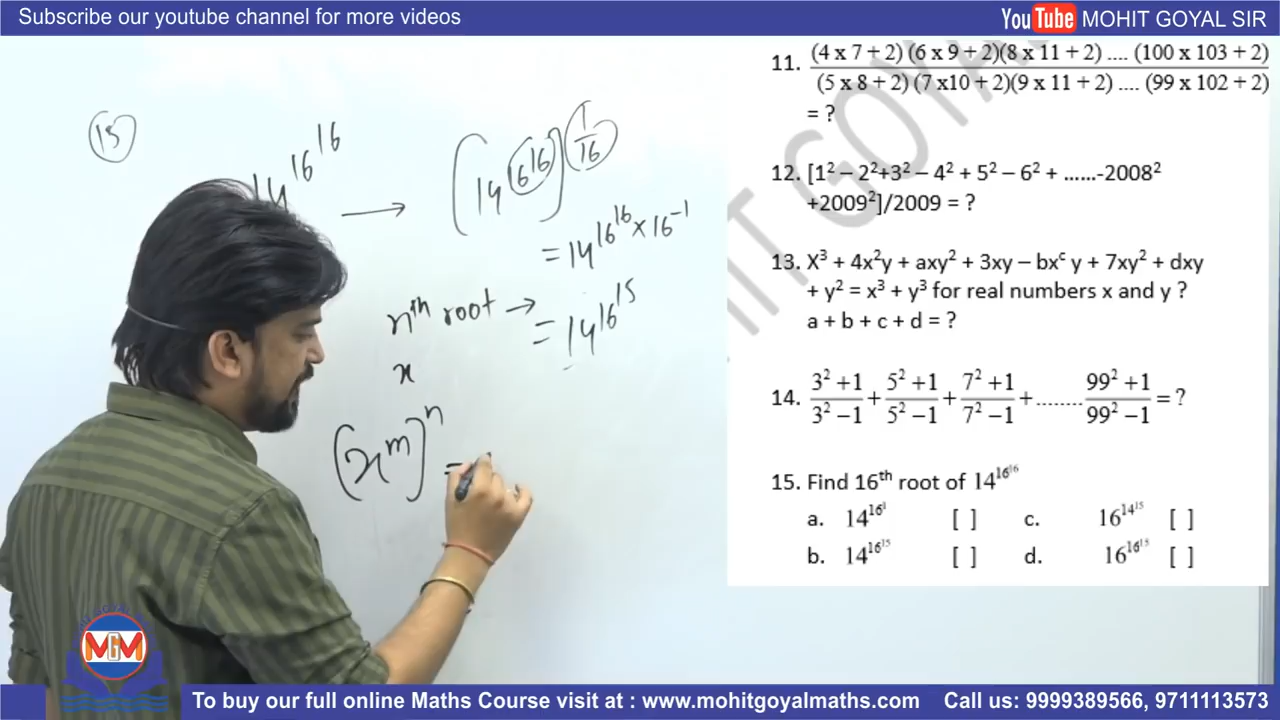 Subscribe our youtube channel for more videos
YouTube MOHIT GOYAL SIR
15
14^16^16 → (14^16^16)^1/16
= 14^16^16 × 16^-1
nth root → = 14^16^15
x
(x^m)^n =
11. (4 x 7 + 2) (6 x 9 + 2)(8 x 11 + 2) .... (100 x 103 + 2)
(5 x 8 + 2) (7 x10 + 2)(9 x 11 + 2) .... (99 x 102 + 2)
= ?
12. [1² – 2²+3² – 4² + 5² – 6² + ......-2008²
+2009²]/2009 = ?
13. X³ + 4x²y + axy² + 3xy – bx^c y + 7xy² + dxy
+ y² = x³ + y³ for real numbers x and y ?
a + b + c + d = ?
14. 3² +1/3² –1 + 5² +1/5² –1 + 7² +1/7² –1 + ........ 99² +1/99² –1 = ?
15. Find 16th root of 14^16^16
a. 14^16^1 [ ] c. 16^14^15 [ ]
b. 14^16^15 [ ] d. 16^16^15 [ ]
MGM
To buy our full online Maths Course visit at : www.mohitgoyalmaths.com Call us: 9999389566, 9711113573